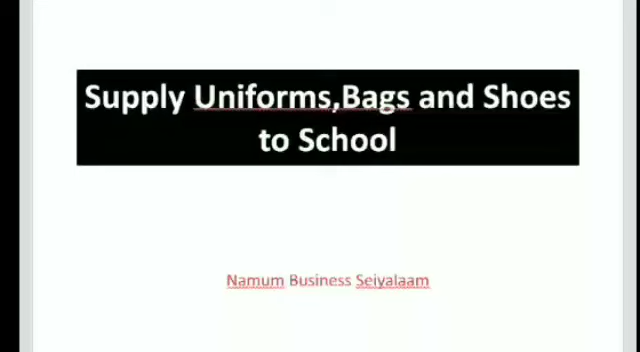 Supply Uniforms,Bags and Shoes
to School
Namum Business Seiyalaam